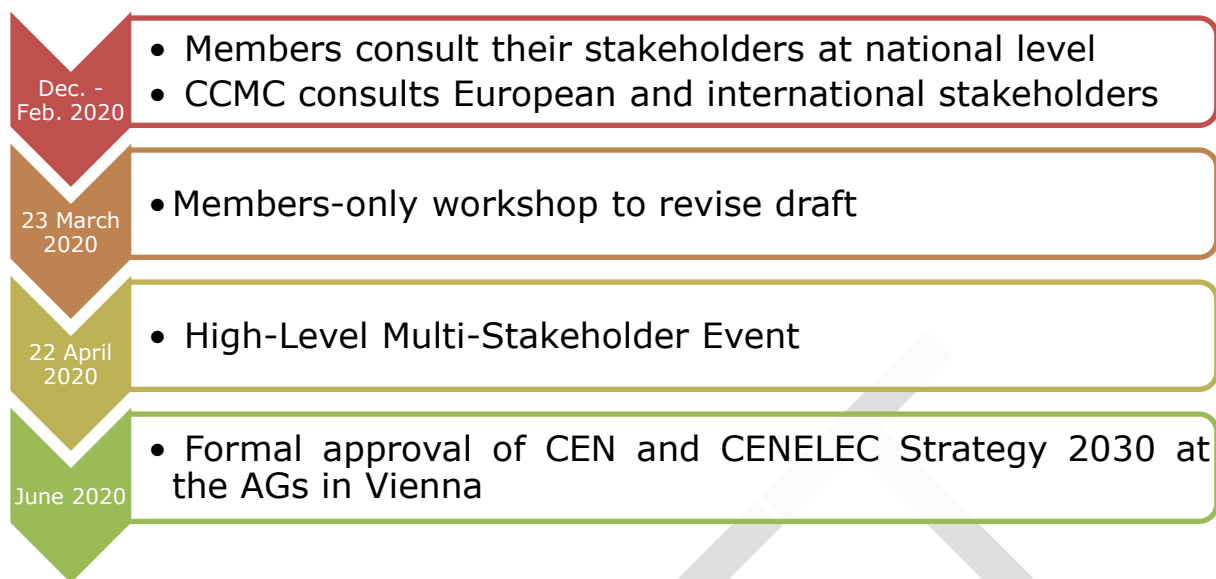 Dec. -
Feb. 2020
• Members consult their stakeholders at national level
• CCMC consults European and international stakeholders
23 March
2020
• Members-only workshop to revise draft
22 April
2020
• High-Level Multi-Stakeholder Event
June 2020
• Formal approval of CEN and CENELEC Strategy 2030 at
the AGs in Vienna